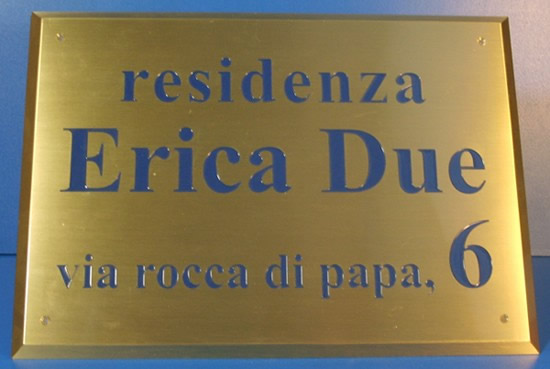 residenza
Erica Due
via rocca di papa, 6